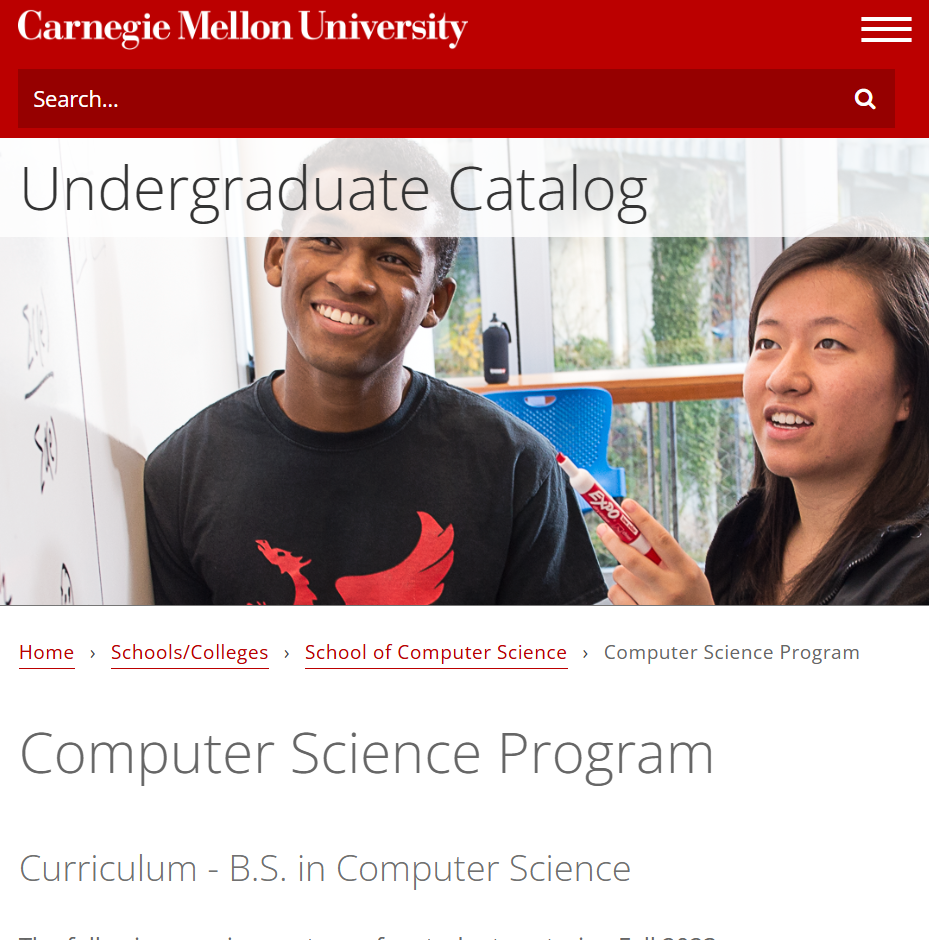 Carnegie Mellon University
Search...
Undergraduate Catalog
EXPO
Home › Schools/Colleges › School of Computer Science › Computer Science Program
Computer Science Program
Curriculum - B.S. in Computer Science